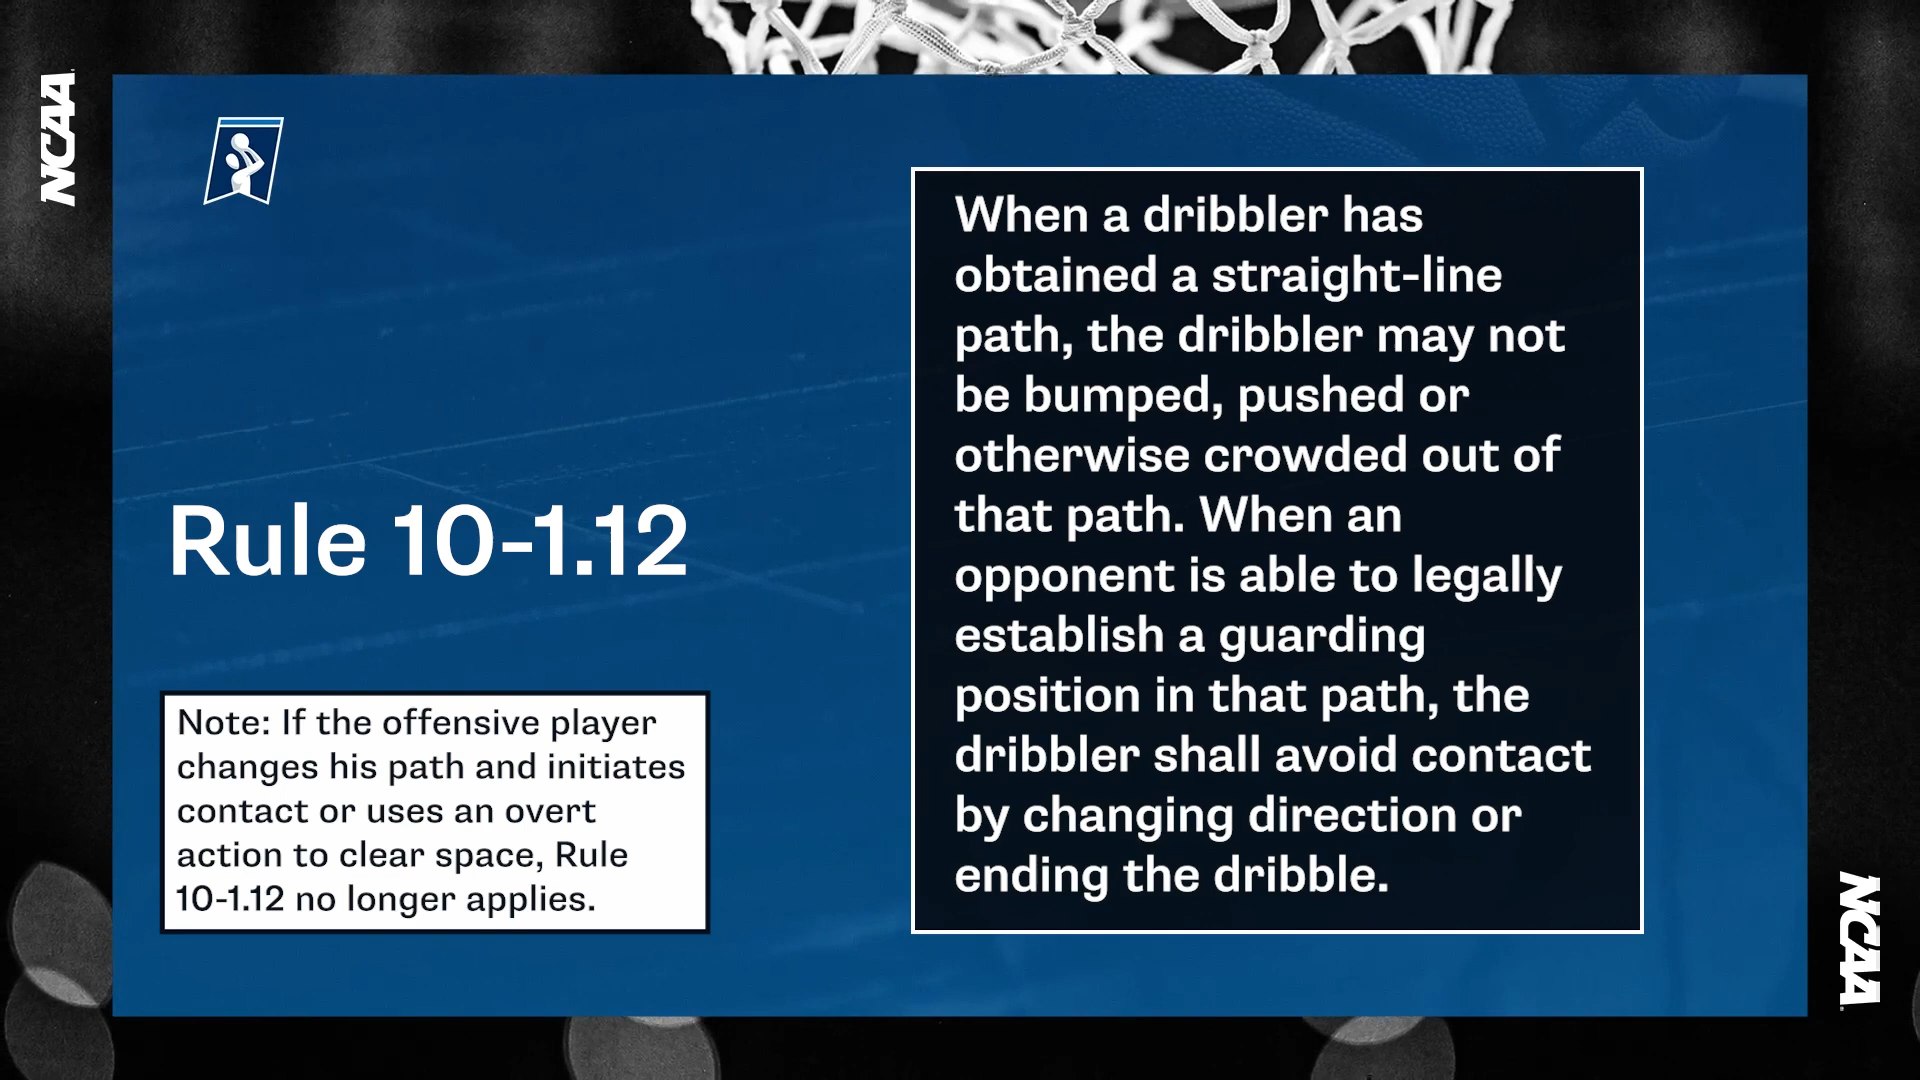 NCAA
Rule 10-1.12
Note: If the offensive player
changes his path and initiates
contact or uses an overt
action to clear space, Rule
10-1.12 no longer applies.
When a dribbler has
obtained a straight-line
path, the dribbler may not
be bumped, pushed or
otherwise crowded out of
that path. When an
opponent is able to legally
establish a guarding
position in that path, the
dribbler shall avoid contact
by changing direction or
ending the dribble.
NCAA